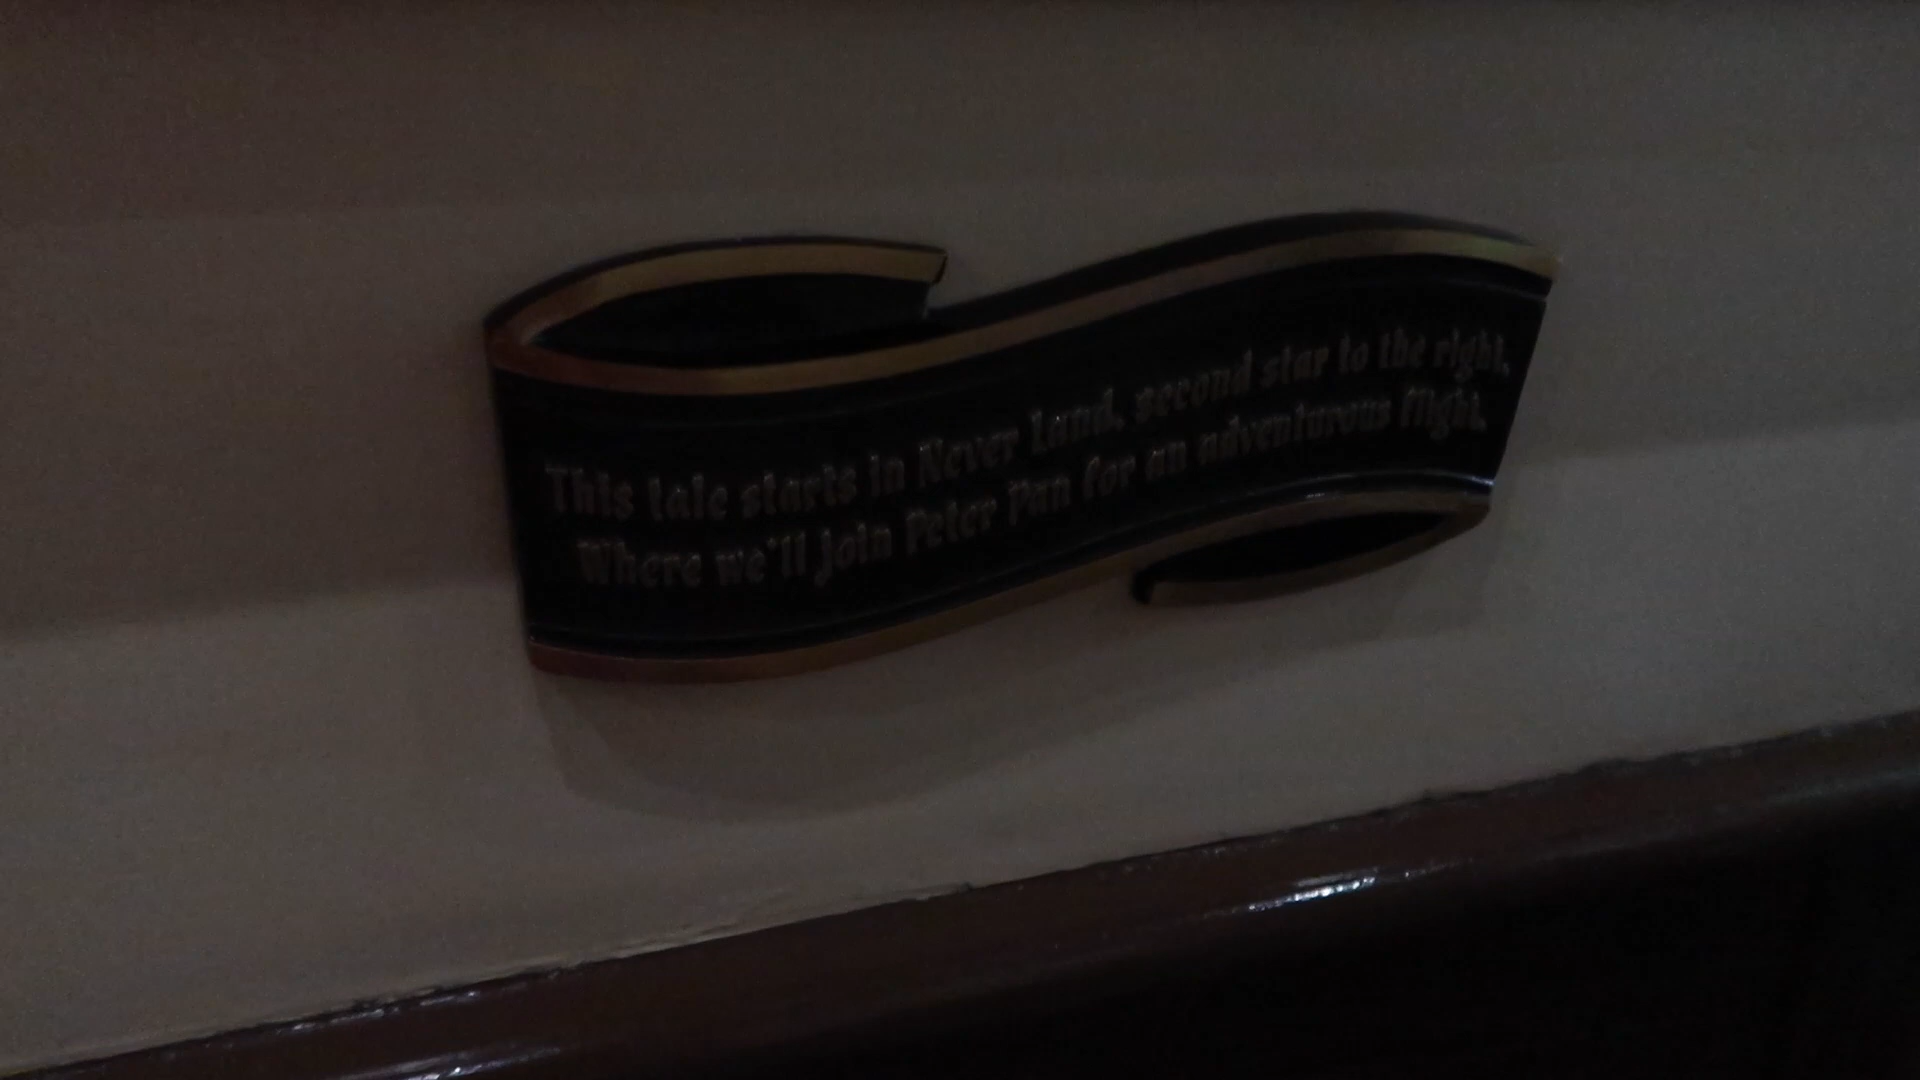 This tale starts in Never Land, second star to the right,
Where we'll join Peter Pan for an adventurous flight.